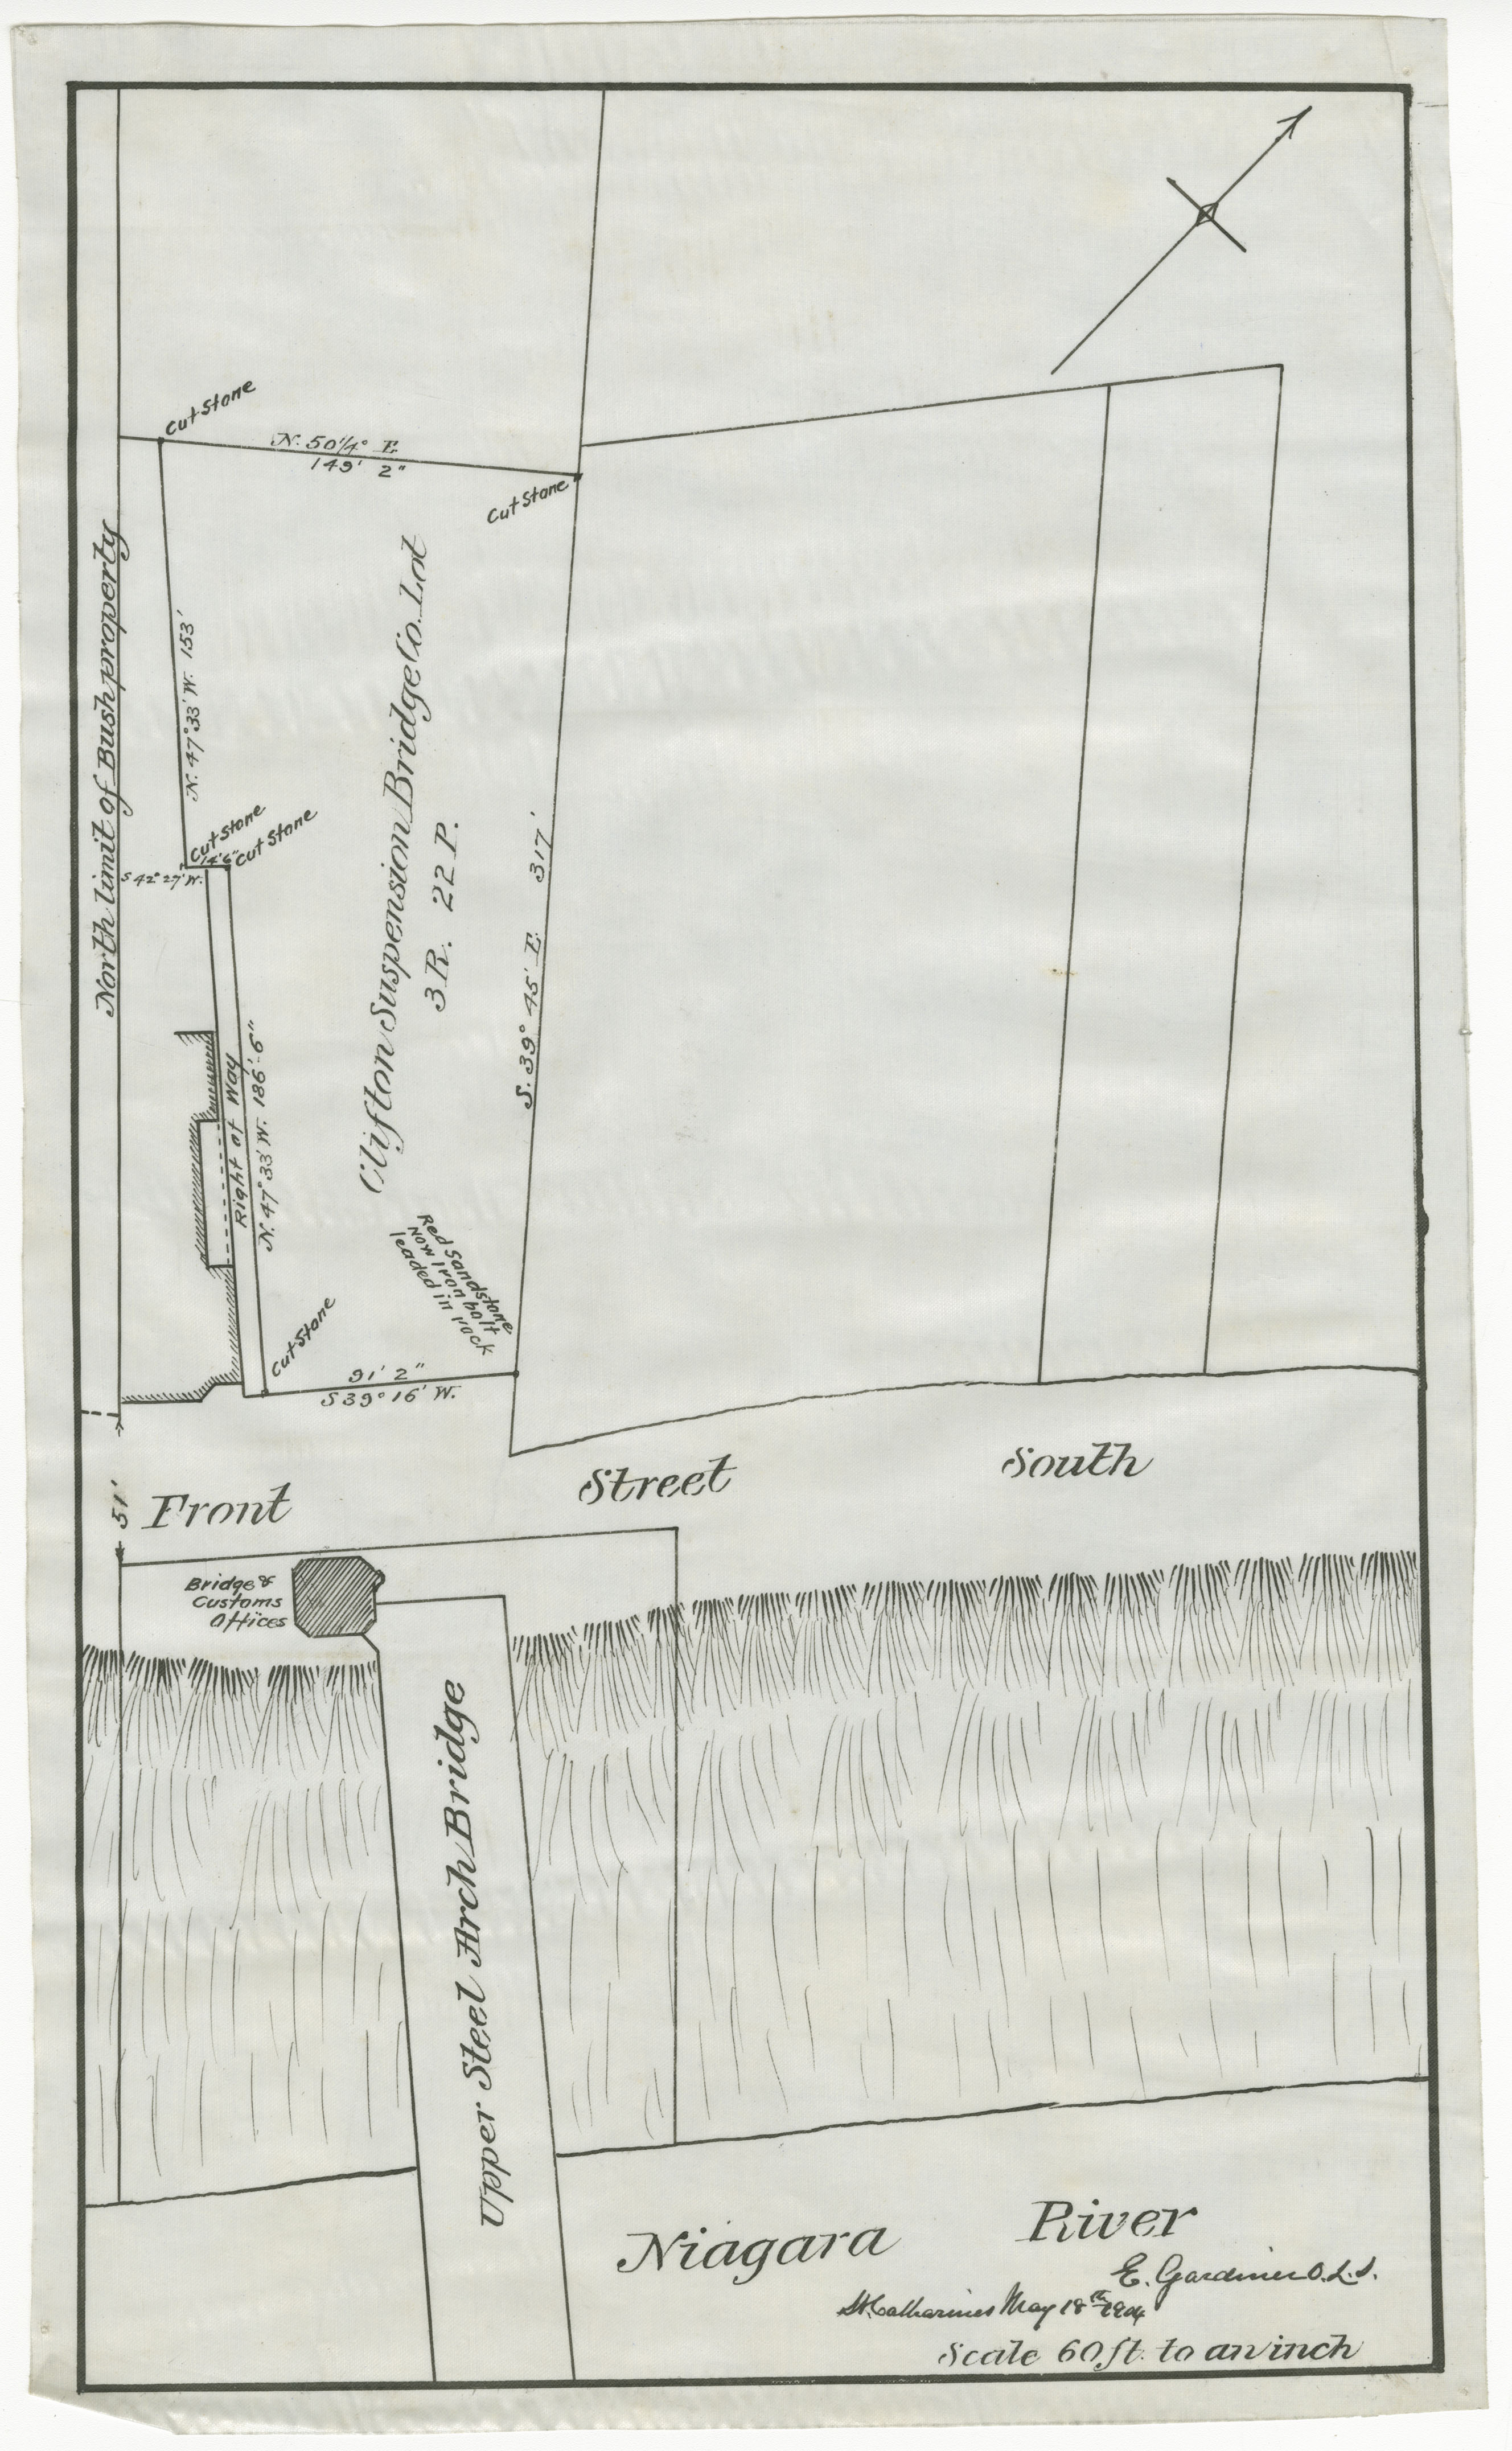 Cut Stone
N. 50 1/4° E
149' 2"
Cut Stone
North limit of Bush property
N. 47° 33' W. 153'
Clifton Suspension Bridge Co. Lot
3 R. 22 P.
Cut Stone
14' 6"
Cut Stone
S 42° 27' W.
S. 39° 45' E 317'
Right of Way
N. 47° 33' W. 186'-6"
Red Sandstone
now iron bolt
leaded in rock
Cut Stone
91' 2"
S 39° 16' W.
51'
Front Street South
Bridge &
Customs
Offices
Upper Steel Arch Bridge
Niagara River
E. Gardiner O.L.S.
St. Catharines May 18th 1904
Scale 60 ft. to an inch